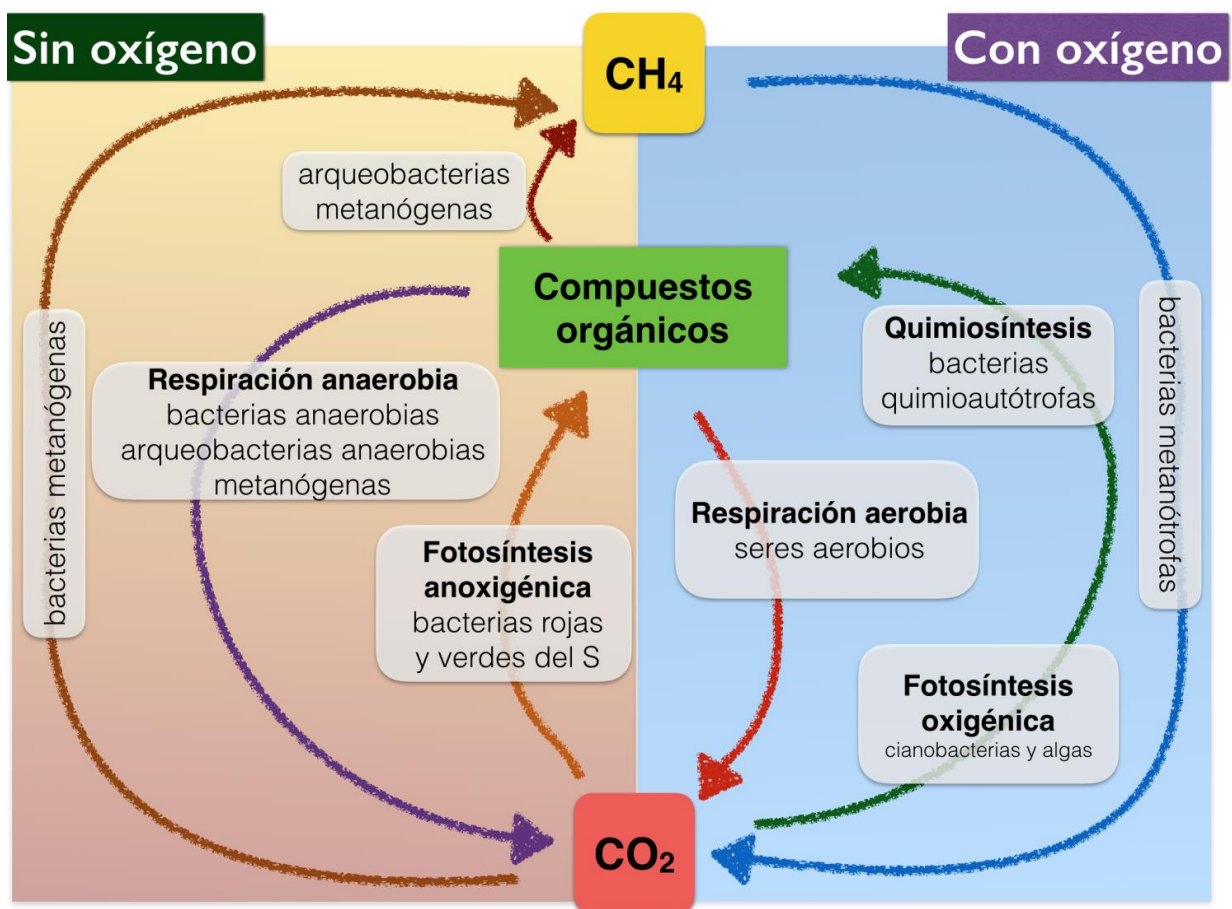 Sin oxígeno
Con oxígeno
CH₄
arqueobacterias
metanógenas
Compuestos
orgánicos
bacterias metanógenas
Respiración anaerobia
bacterias anaerobias
arqueobacterias anaerobias
metanógenas
Fotosíntesis
anoxigénica
bacterias rojas
y verdes del S
Quimiosíntesis
bacterias
quimioautótrofas
bacterias metanótrofas
Respiración aerobia
seres aerobios
Fotosíntesis
oxigénica
cianobacterias y algas
CO₂